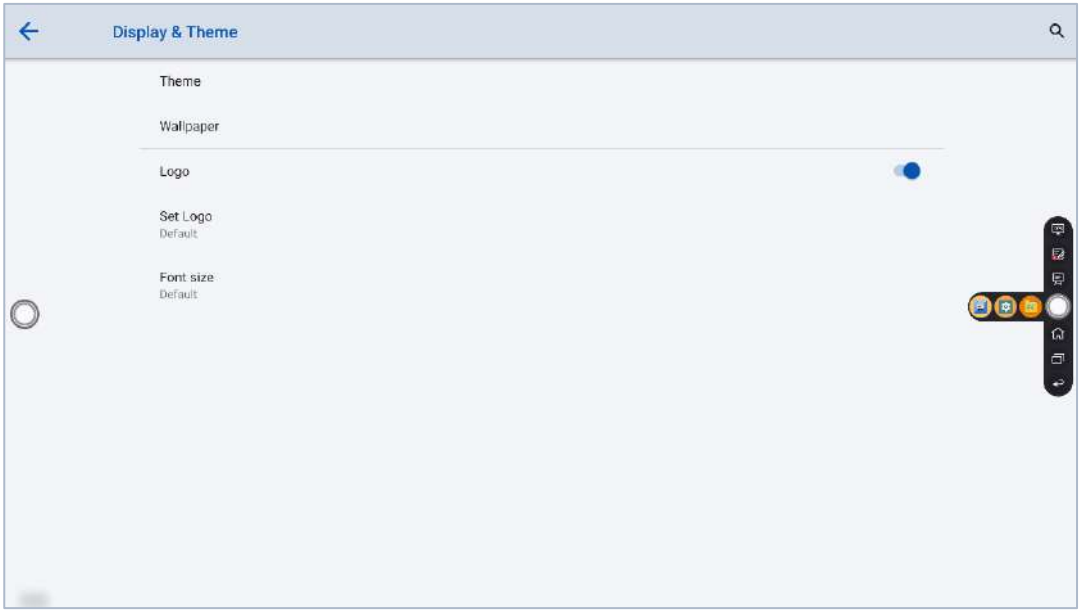 Display & Theme
Theme
Wallpaper
Logo
Set Logo
Default
Font size
Default